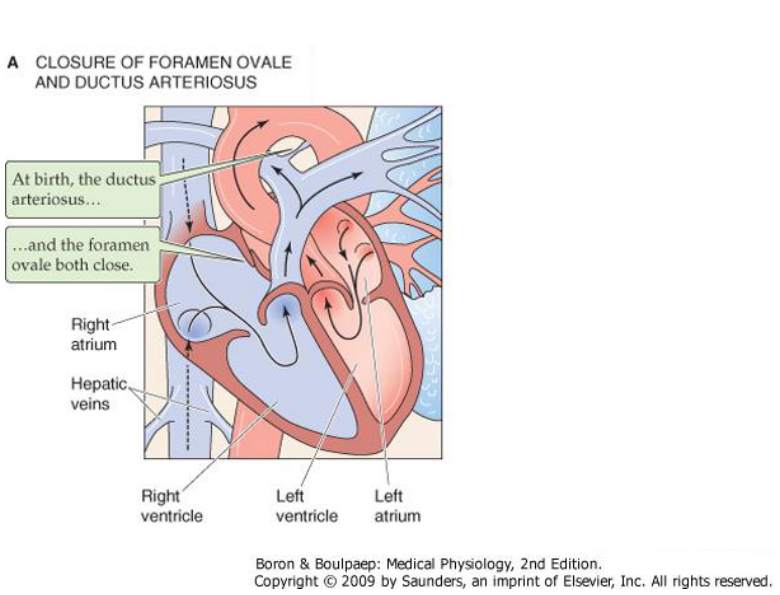 A CLOSURE OF FORAMEN OVALE
AND DUCTUS ARTERIOSUS
At birth, the ductus
arteriosus…
…and the foramen
ovale both close.
Right
atrium
Hepatic
veins
Right
ventricle
Left
ventricle
Left
atrium
Boron & Boulpaep: Medical Physiology, 2nd Edition.
Copyright © 2009 by Saunders, an imprint of Elsevier, Inc. All rights reserved.